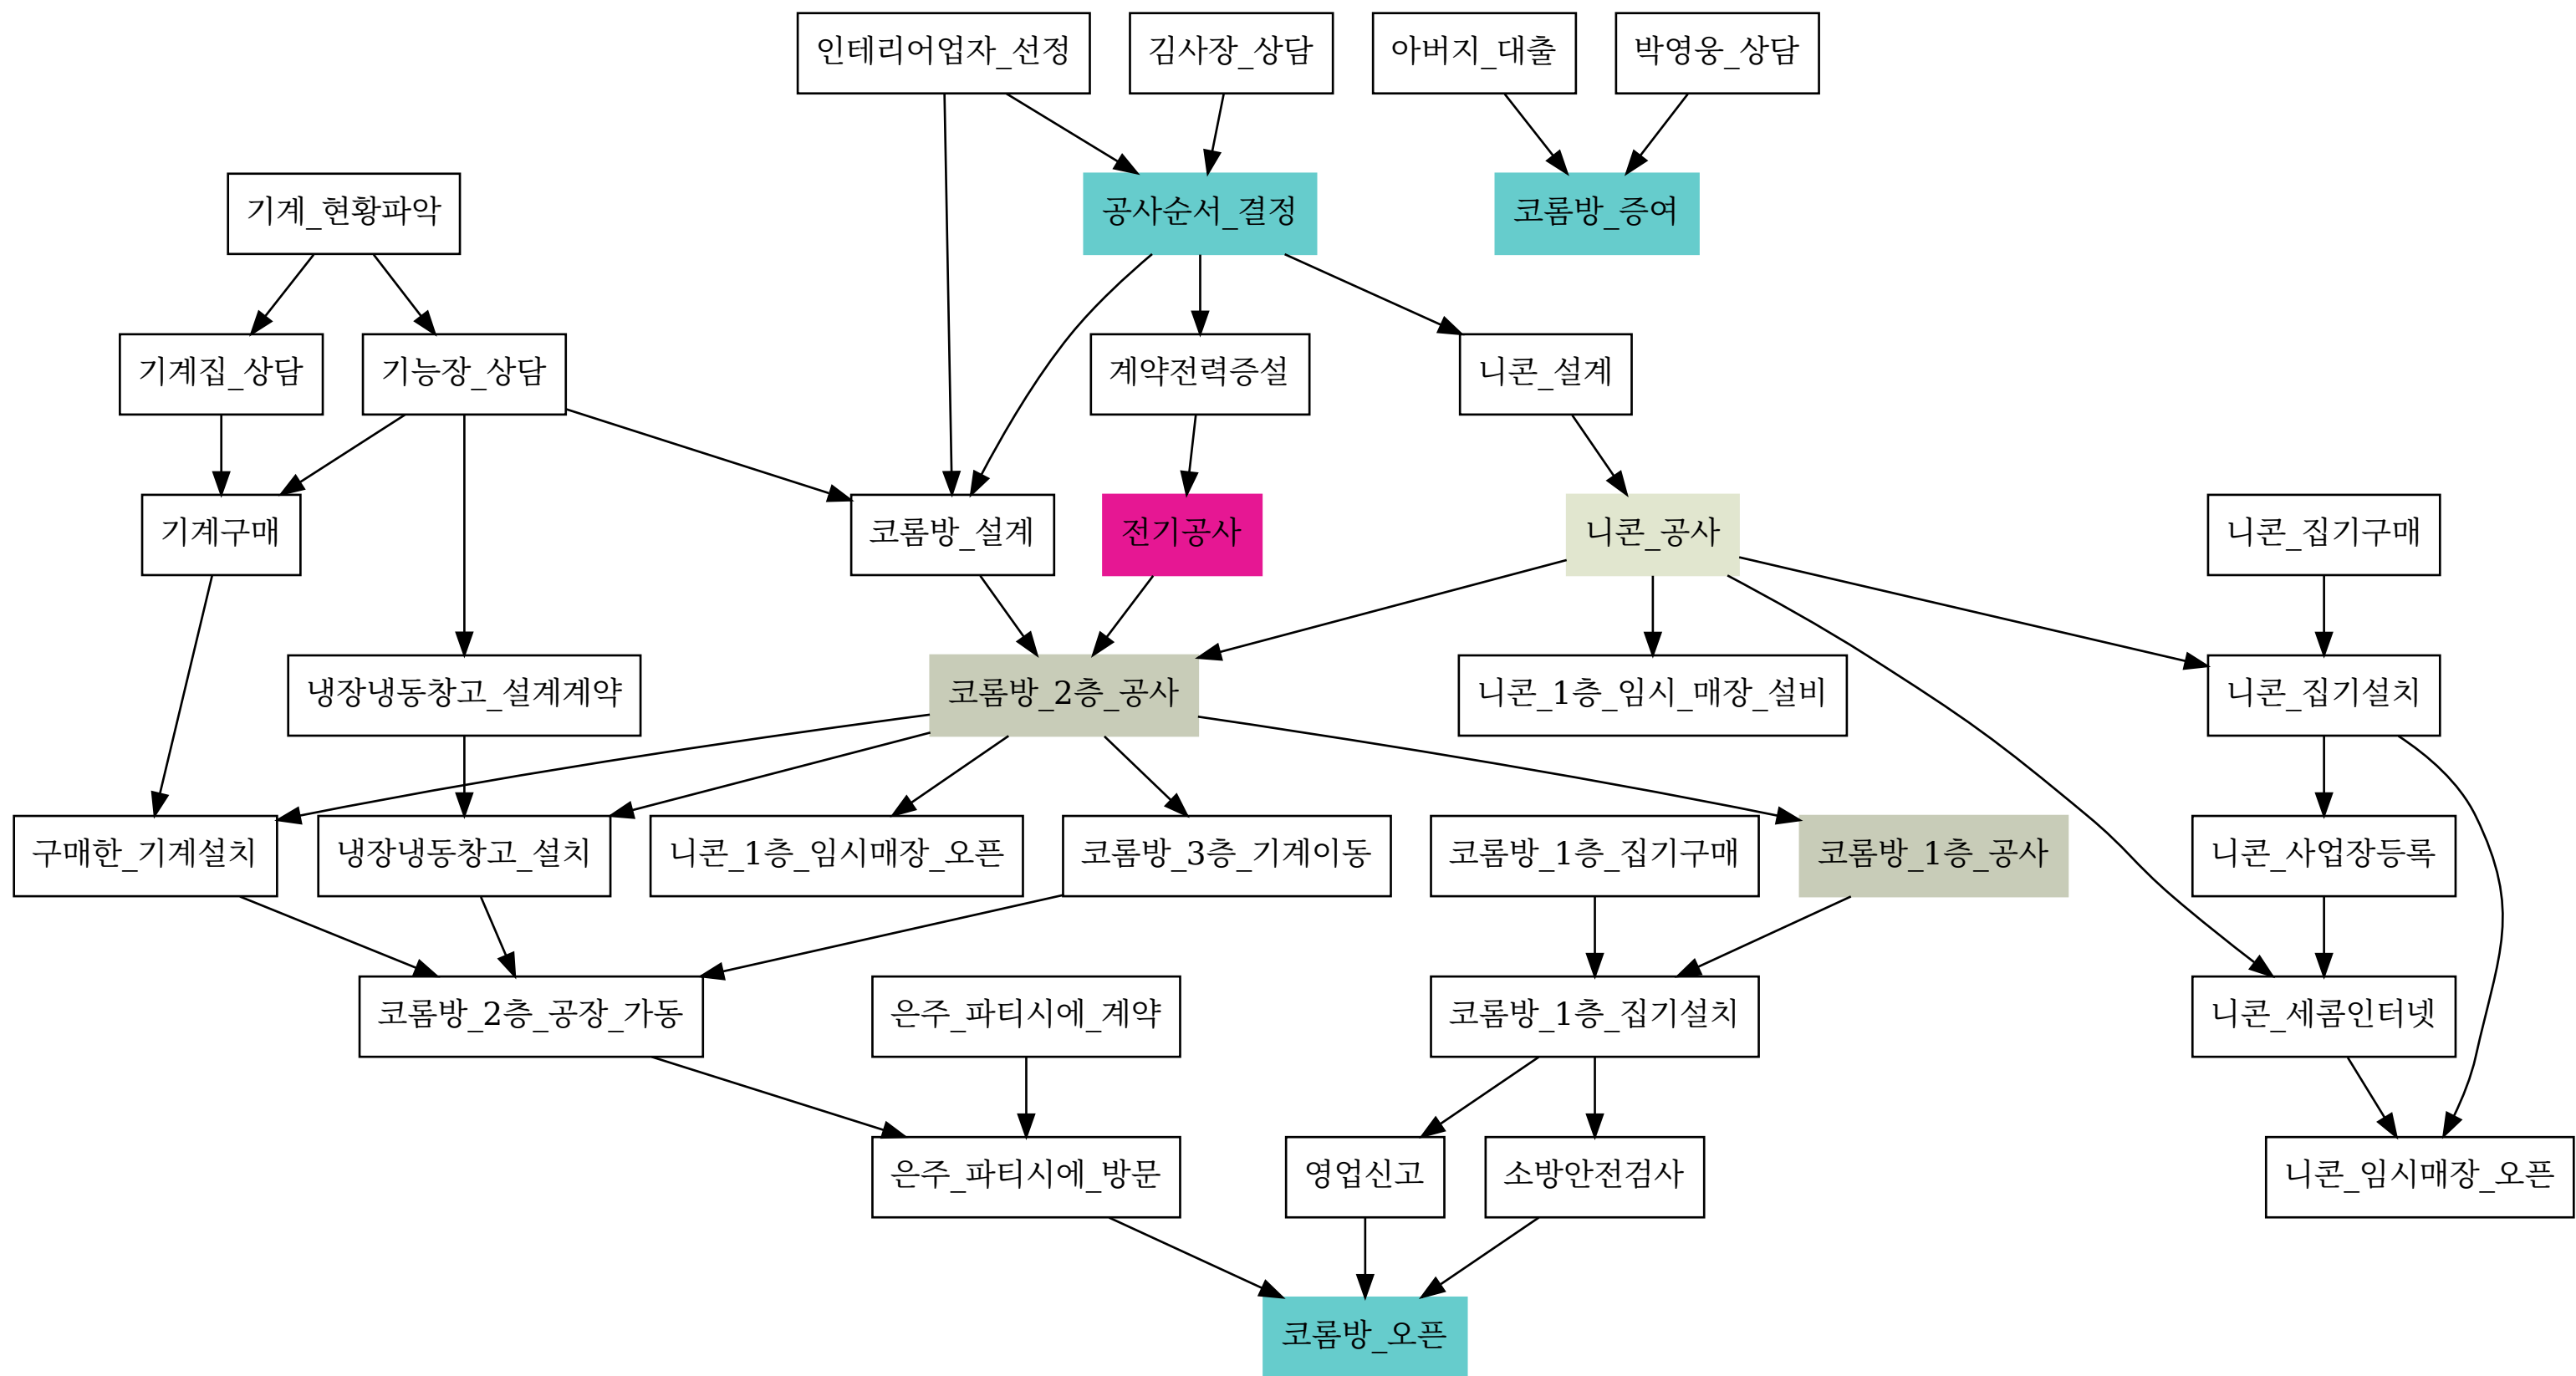 인테리어업자_선정
김사장_상담
아버지_대출
박영웅_상담
기계_현황파악
공사순서_결정
코롬방_증여
기계집_상담
기능장_상담
계약전력증설
니콘_설계
기계구매
코롬방_설계
전기공사
니콘_공사
니콘_집기구매
냉장냉동창고_설계계약
코롬방_2층_공사
니콘_1층_임시_매장_설비
니콘_집기설치
구매한_기계설치
냉장냉동창고_설치
니콘_1층_임시매장_오픈
코롬방_3층_기계이동
코롬방_1층_집기구매
코롬방_1층_공사
니콘_사업장등록
코롬방_2층_공장_가동
은주_파티시에_계약
코롬방_1층_집기설치
니콘_세콤인터넷
은주_파티시에_방문
영업신고
소방안전검사
니콘_임시매장_오픈
코롬방_오픈